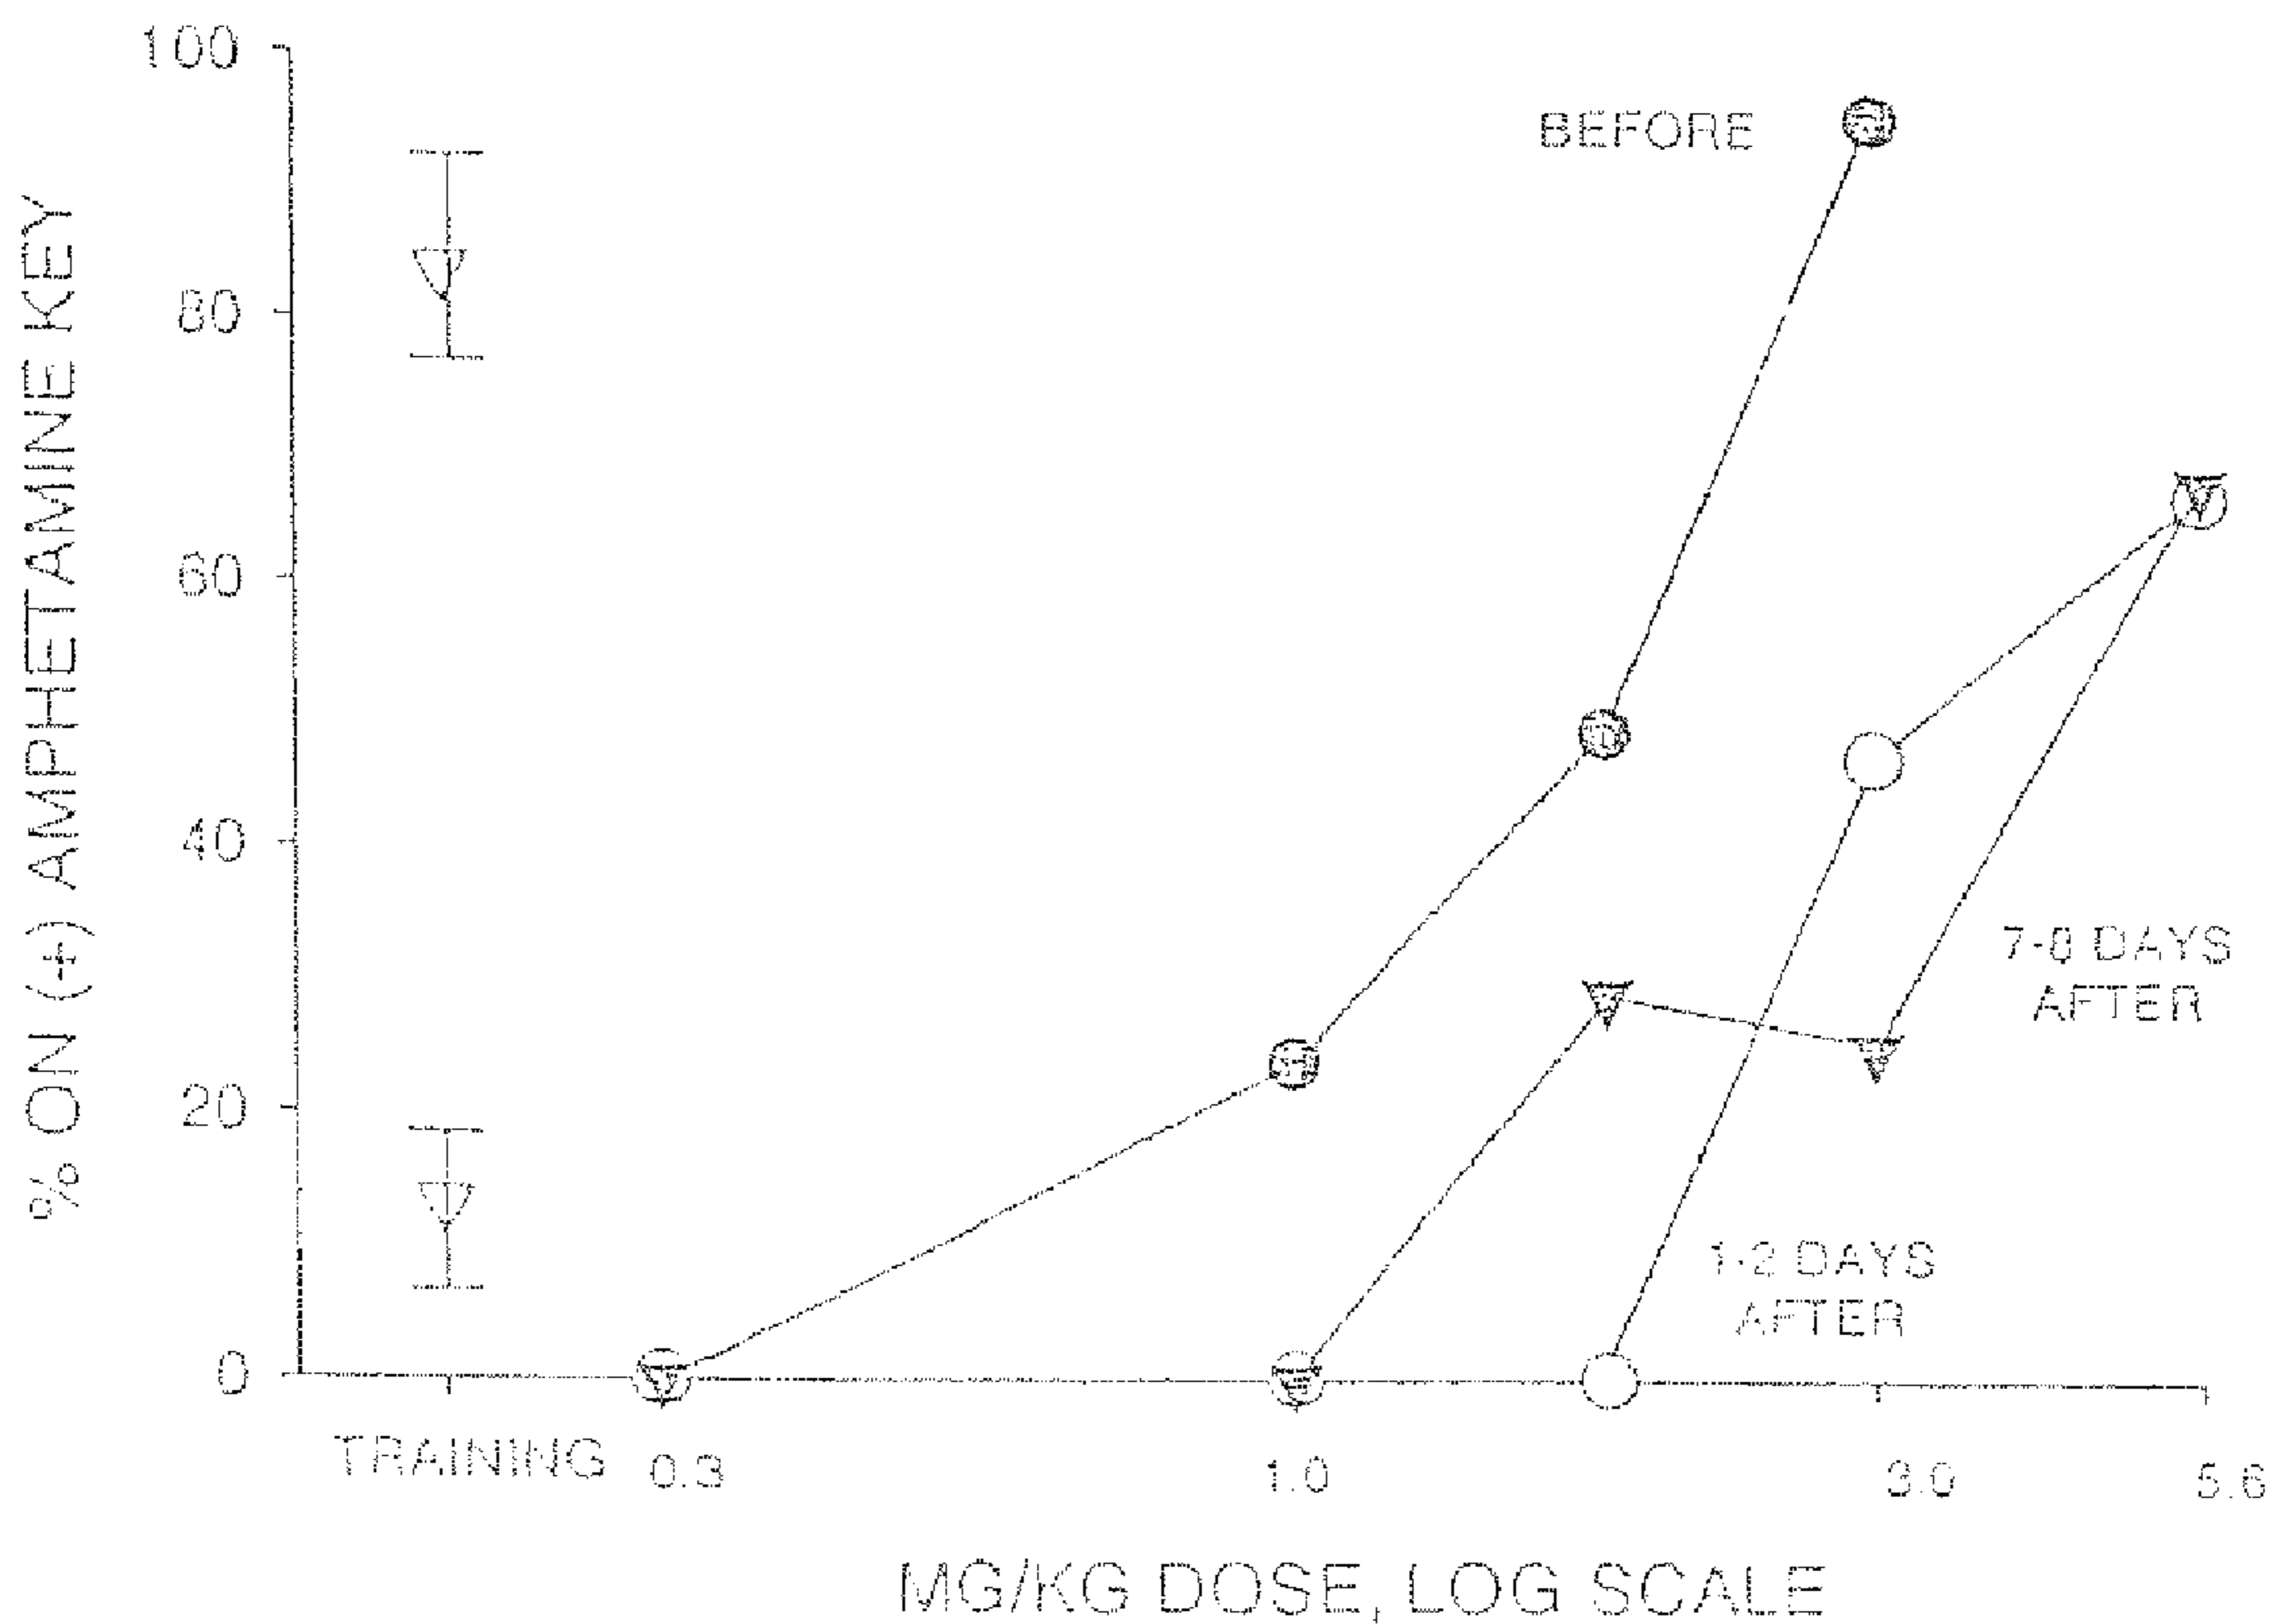 % ON (+) AMPHETAMINE KEY
100
80
60
40
20
0
BEFORE
7-8 DAYS
AFTER
1-2 DAYS
AFTER
TRAINING
0.3
1.0
3.0
5.6
MG/KG DOSE, LOG SCALE